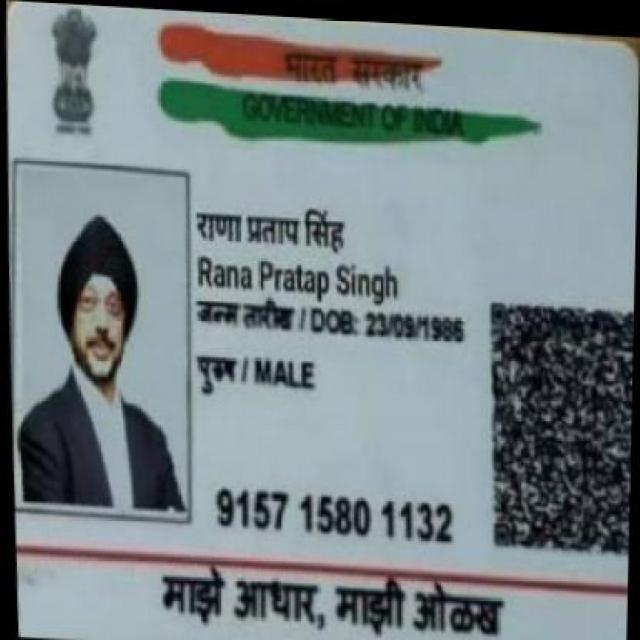 भारत सरकार
GOVERNMENT OF INDIA
राणा प्रताप सिंह
Rana Pratap Singh
जन्म तारीख / DOB: 23/09/1986
पुरुष / MALE
9157 1580 1132
माझे आधार, माझी ओळख